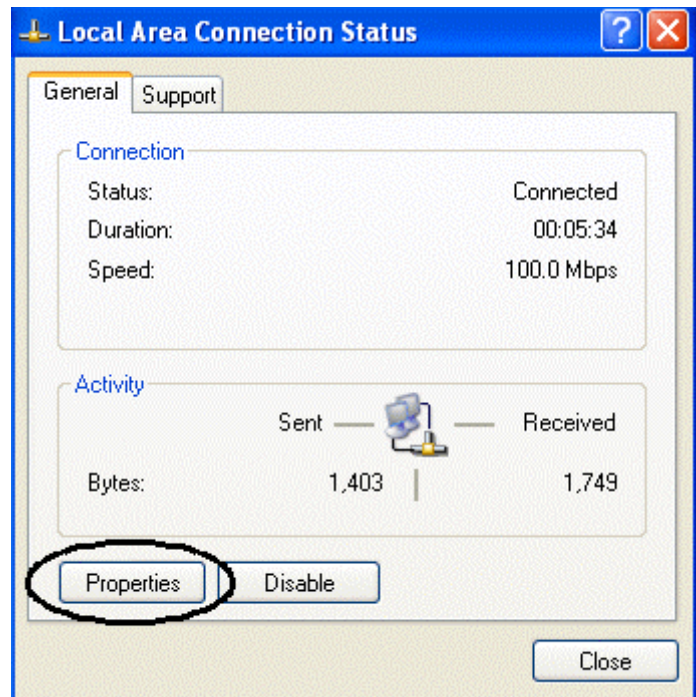 Local Area Connection Status
?
General Support
Connection
Status: Connected
Duration: 00:05:34
Speed: 100.0 Mbps
Activity
Sent Received
Bytes: 1,403 1,749
Properties Disable
Close